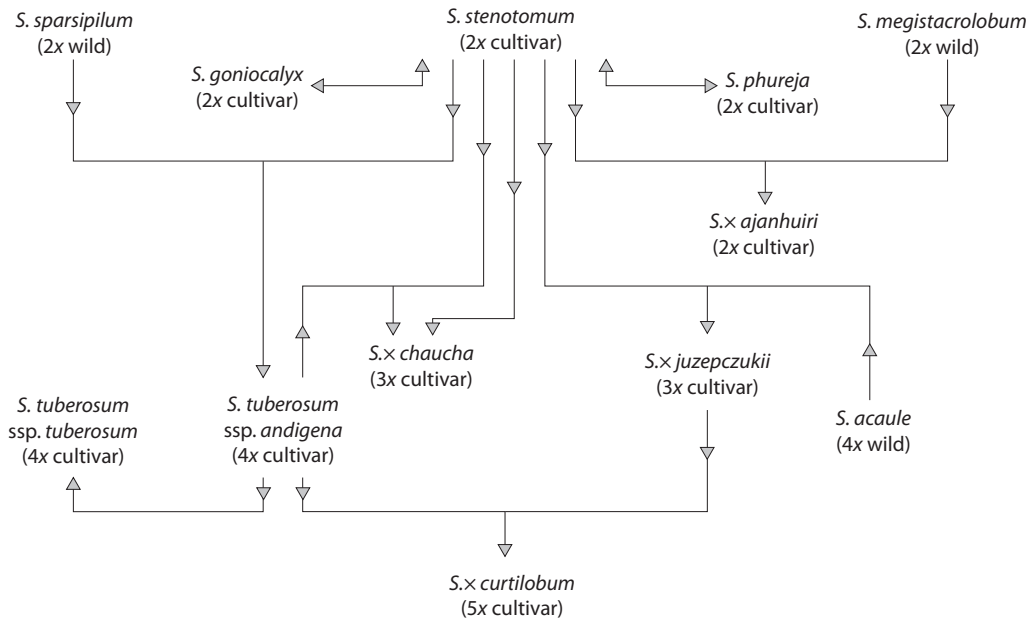 S. sparsipilum
(2x wild)
S. stenotomum
(2x cultivar)
S. megistacrolobum
(2x wild)
S. goniocalyx
(2x cultivar)
S. phureja
(2x cultivar)
S.× ajanhuiri
(2x cultivar)
S.× chaucha
(3x cultivar)
S.× juzepczukii
(3x cultivar)
S. tuberosum
ssp. tuberosum
(4x cultivar)
S. tuberosum
ssp. andigena
(4x cultivar)
S. acaule
(4x wild)
S.× curtilobum
(5x cultivar)